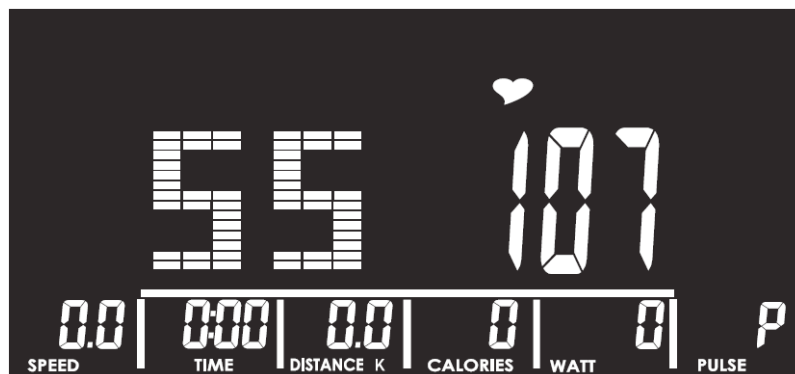 55 107
0.0 0:00 0.0 0 0 P
SPEED TIME DISTANCE K CALORIES WATT PULSE